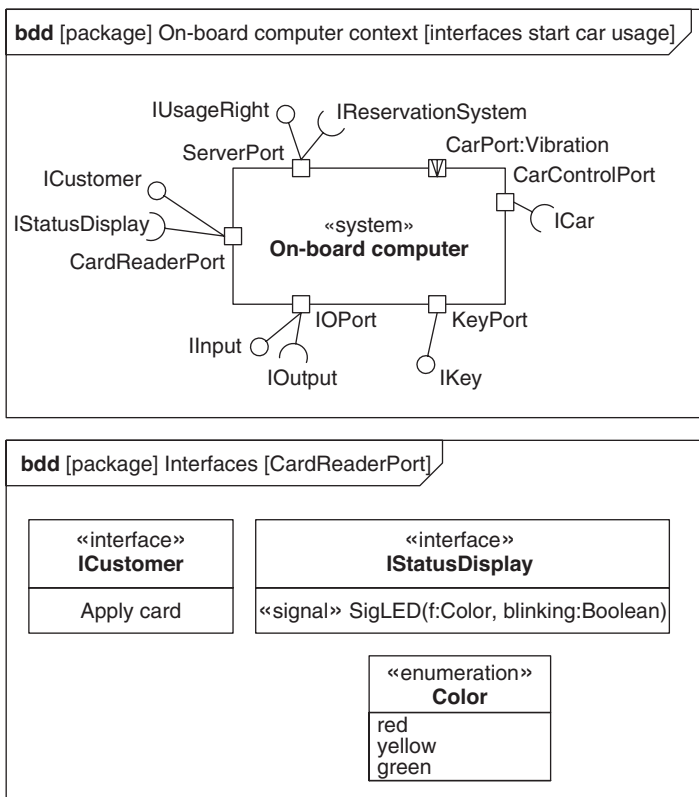 bdd [package] On-board computer context [interfaces start car usage]
IUsageRight
IReservationSystem
ServerPort
CarPort:Vibration
ICustomer
CarControlPort
IStatusDisplay
«system»
ICar
On-board computer
CardReaderPort
IOPort
KeyPort
IInput
IOutput
IKey
bdd [package] Interfaces [CardReaderPort]
«interface»
ICustomer
Apply card
«interface»
IStatusDisplay
«signal» SigLED(f:Color, blinking:Boolean)
«enumeration»
Color
red
yellow
green